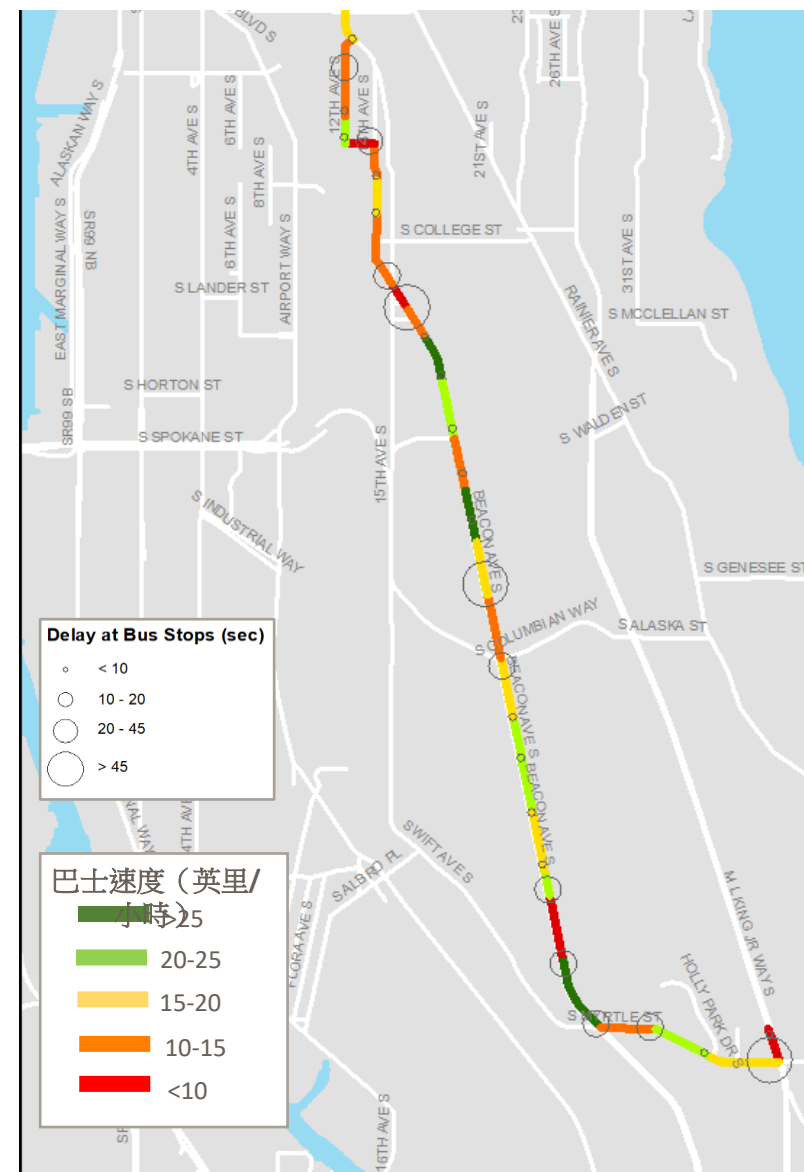 BLVD S
12TH AVE S
ALASKAN WAY S
4TH AVE S
6TH AVE S
8TH AVE S
21ST AVE S
26TH AVE S
SR99 NB
EAST MARGINAL WAY S
6TH AVE S
AIRPORT WAY S
S COLLEGE ST
31ST AVE S
S LANDER ST
RAINIER AVE S
S MCCLELLAN ST
S HORTON ST
SR99 SB
S SPOKANE ST
15TH AVE S
S WALDEN ST
S INDUSTRIAL WAY
BEACON AVE S
S GENESEE ST
S COLUMBIAN WAY
S ALASKA ST
BEACON AVE S
BEACON AVE S
Delay at Bus Stops (sec)
< 10
10 - 20
20 - 45
> 45
4TH AVE
SWIFT AVE S
S ALBRO PL
M L KING JR WAY S
FLORA AVE S
HOLLY PARK DR S
S MYRTLE ST
巴士速度（英里/
小時）
>25
20-25
15-20
10-15
<10
16TH AVE S